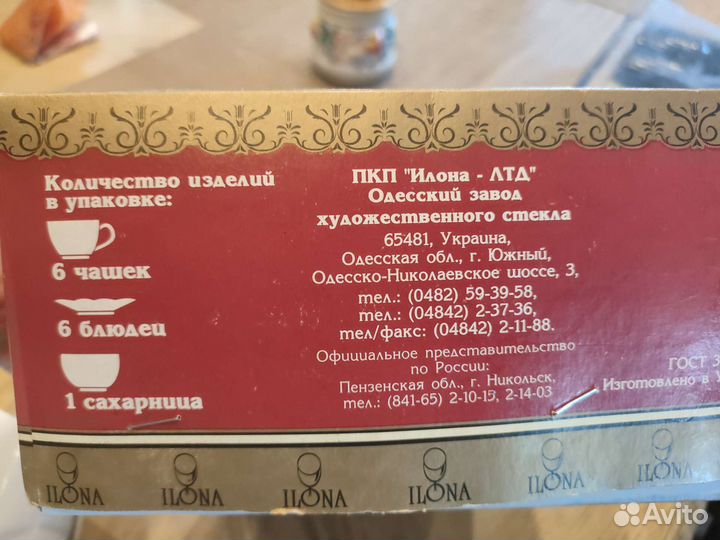 Количество изделий
в упаковке:
6 чашек
6 блюдец
1 сахарница
ПКП "Илона - ЛТД"
Одесский завод
художественного стекла
65481, Украина,
Одесская обл., г. Южный,
Одесско-Николаевское шоссе, 3,
тел.: (0482) 59-39-58,
тел.: (04842) 2-37-36,
тел/факс: (04842) 2-11-88.
Официальное представительство
по России:
Пензенская обл., г. Никольск,
тел.: (841-65) 2-10-15, 2-14-03
ГОСТ 3
Изготовлено в
ILONA ILONA ILONA ILONA ILONA ILONA
Avito